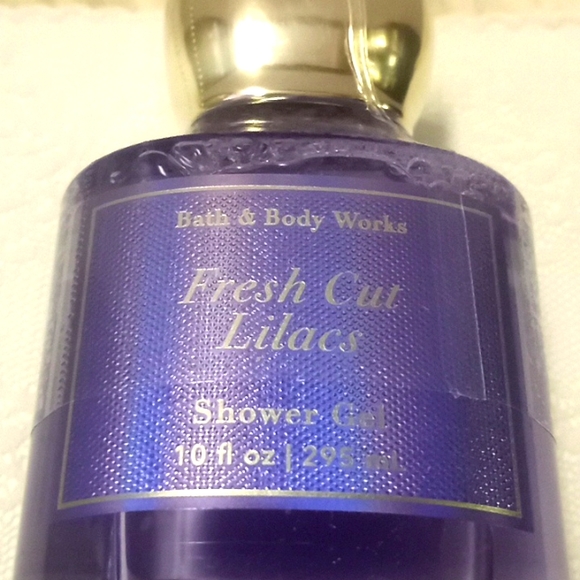 Bath & Body Works
Fresh Cut
Lilacs
Shower Gel
10 fl oz | 295 mL